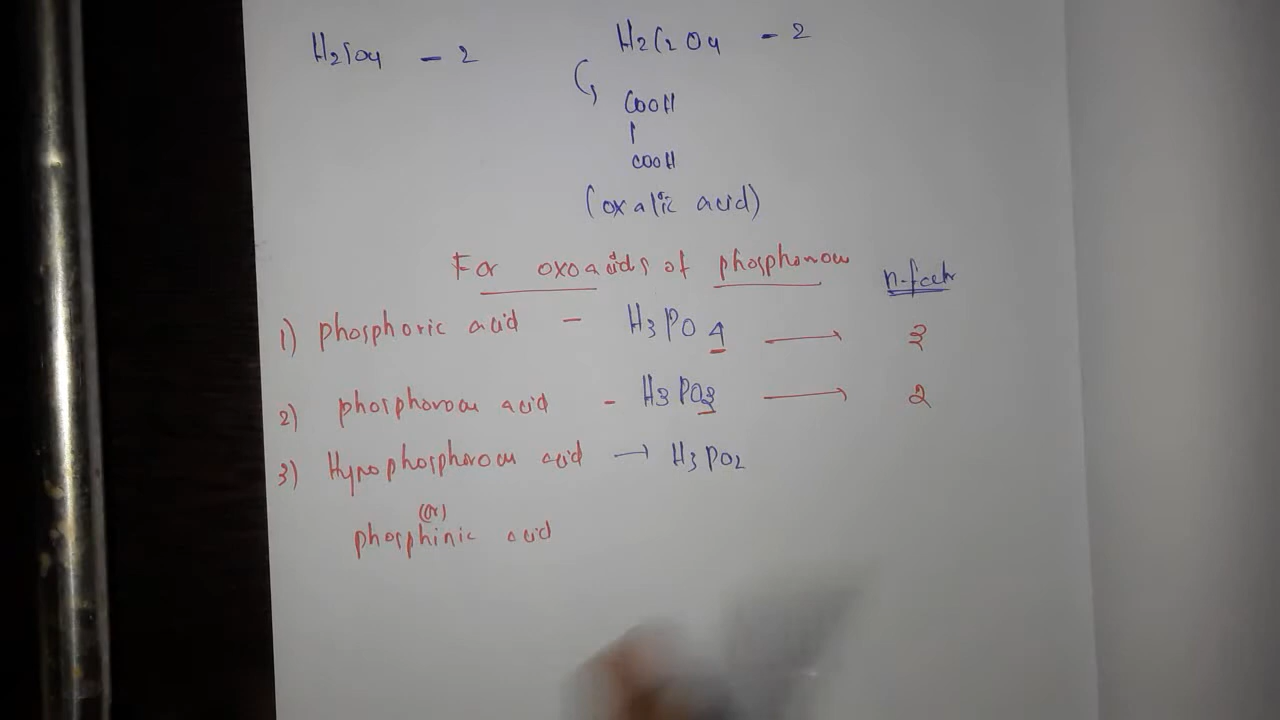 H2SO4 - 2
H2C2O4 - 2
COOH
|
COOH
(oxalic acid)
For oxoacids of phosphorous
n-factr
1) phosphoric acid - H3PO4 → 3
2) phosphorous acid - H3PO3 → 2
3) Hypophosphorous acid → H3PO2
(or)
phosphinic acid